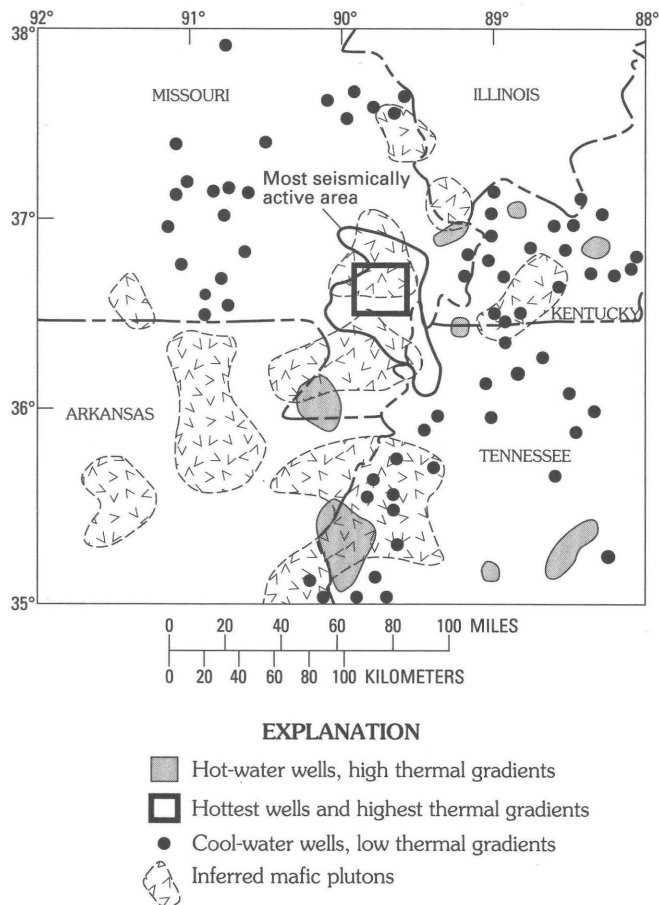 92° 91° 90° 89° 88°
38°
MISSOURI
ILLINOIS
Most seismically
active area
37°
KENTUCKY
36°
ARKANSAS
TENNESSEE
35°
0 20 40 60 80 100 MILES
0 20 40 60 80 100 KILOMETERS
EXPLANATION
Hot-water wells, high thermal gradients
Hottest wells and highest thermal gradients
Cool-water wells, low thermal gradients
Inferred mafic plutons